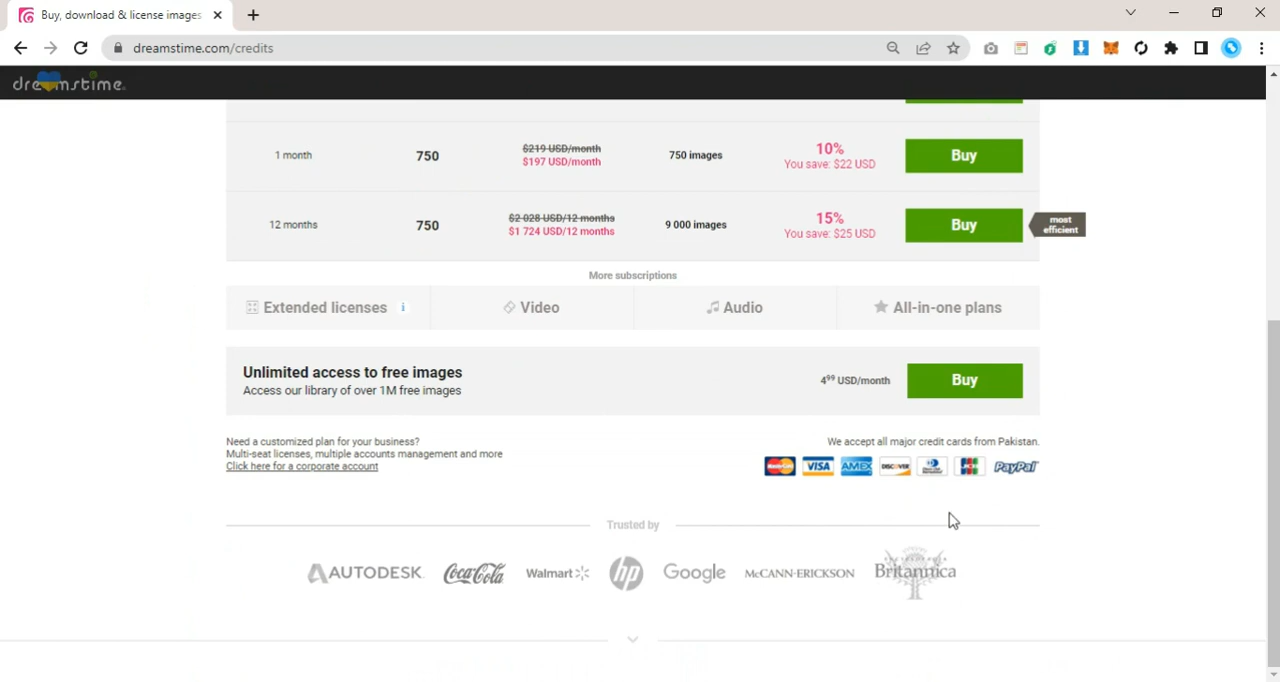 Buy, download & license images
dreamstime.com/credits
dreamstime.
1 month
750
$219 USD/month
$197 USD/month
750 images
10%
You save: $22 USD
Buy
12 months
750
$2 028 USD/12 months
$1 724 USD/12 months
9 000 images
15%
You save: $25 USD
Buy
most
efficient
More subscriptions
Extended licenses i
Video
Audio
All-in-one plans
Unlimited access to free images
Access our library of over 1M free images
4⁹⁹ USD/month
Buy
Need a customized plan for your business?
Multi-seat licenses, multiple accounts management and more
Click here for a corporate account
We accept all major credit cards from Pakistan.
MasterCard VISA AMEX DISCOVER JCB PayPal
Trusted by
AUTODESK. Coca-Cola Walmart hp Google McCANN·ERICKSON Britannica